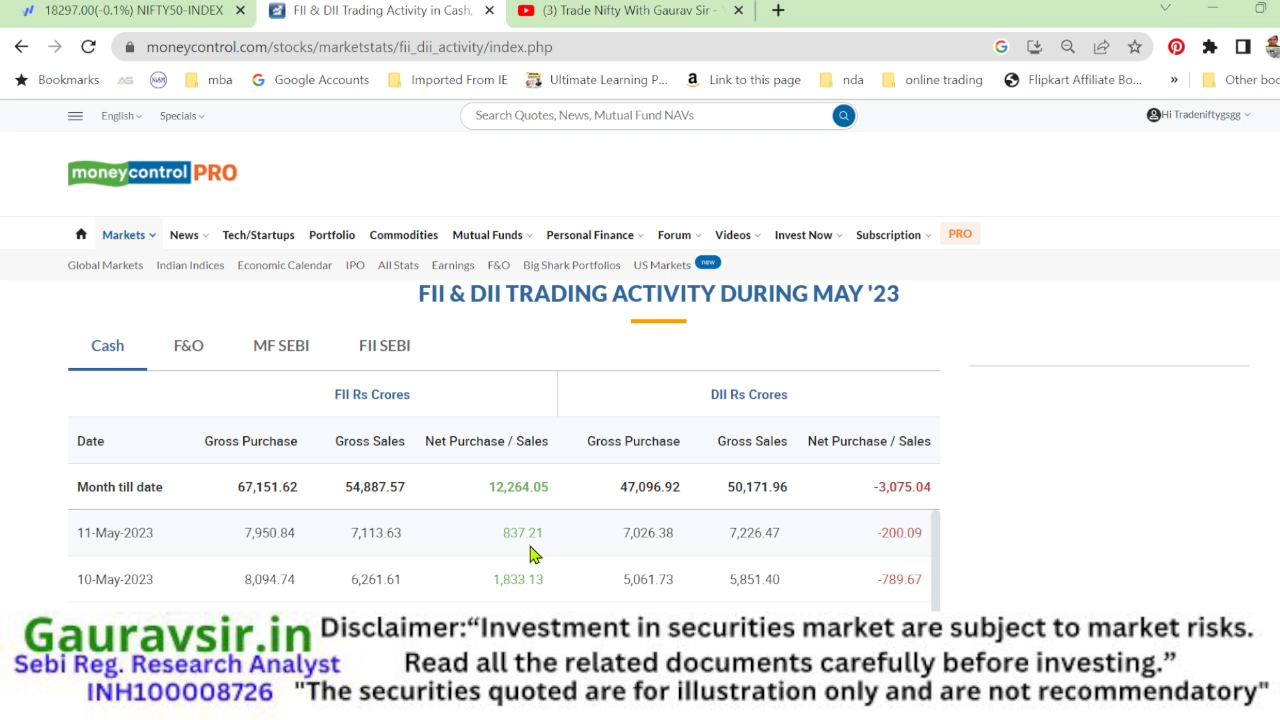 18297.00(-0.1%) NIFTY50-INDEX
FII & DII Trading Activity in Cash,
(3) Trade Nifty With Gaurav Sir -
moneycontrol.com/stocks/marketstats/fii_dii_activity/index.php
Bookmarks
mba
Google Accounts
Imported From IE
Ultimate Learning P...
Link to this page
nda
online trading
Flipkart Affiliate Bo...
»
Other boo
English
Specials
Search Quotes, News, Mutual Fund NAVs
Hi Tradeniftygsgg
moneycontrol PRO
Markets
News
Tech/Startups
Portfolio
Commodities
Mutual Funds
Personal Finance
Forum
Videos
Invest Now
Subscription
PRO
Global Markets
Indian Indices
Economic Calendar
IPO
All Stats
Earnings
F&O
Big Shark Portfolios
US Markets
new
FII & DII TRADING ACTIVITY DURING MAY '23
Cash
F&O
MF SEBI
FII SEBI
FII Rs Crores
DII Rs Crores
Date Gross Purchase Gross Sales Net Purchase / Sales Gross Purchase Gross Sales Net Purchase / Sales
Month till date 67,151.62 54,887.57 12,264.05 47,096.92 50,171.96 -3,075.04
11-May-2023 7,950.84 7,113.63 837.21 7,026.38 7,226.47 -200.09
10-May-2023 8,094.74 6,261.61 1,833.13 5,061.73 5,851.40 -789.67
Gauravsir.in
Sebi Reg. Research Analyst
INH100008726
Disclaimer:“Investment in securities market are subject to market risks.
Read all the related documents carefully before investing.”
"The securities quoted are for illustration only and are not recommendatory"